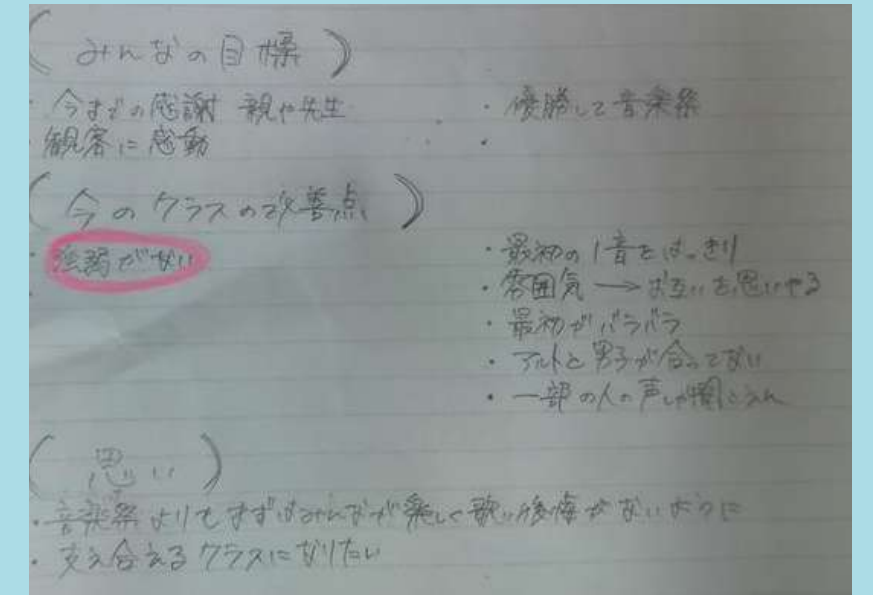 (みんなの目標)
・今までの感謝 親や先生
・観客に感動
・優勝して音楽祭
・
(今のクラスの改善点)
・強弱がない
・
・最初の1音をはっきり
・雰囲気→お互いを思いやる
・最初がバラバラ
・アルトと男子が合ってない
・一部の人の声しか聞こえん
(思い)
・音楽祭よりもまずはみんなが楽しく歌い後悔がないように
・支え合えるクラスになりたい